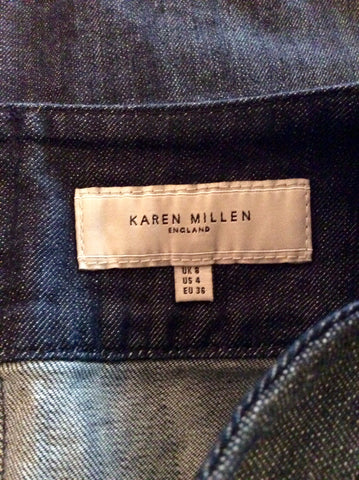 KAREN MILLEN
ENGLAND
UK 8
US 4
EU 36